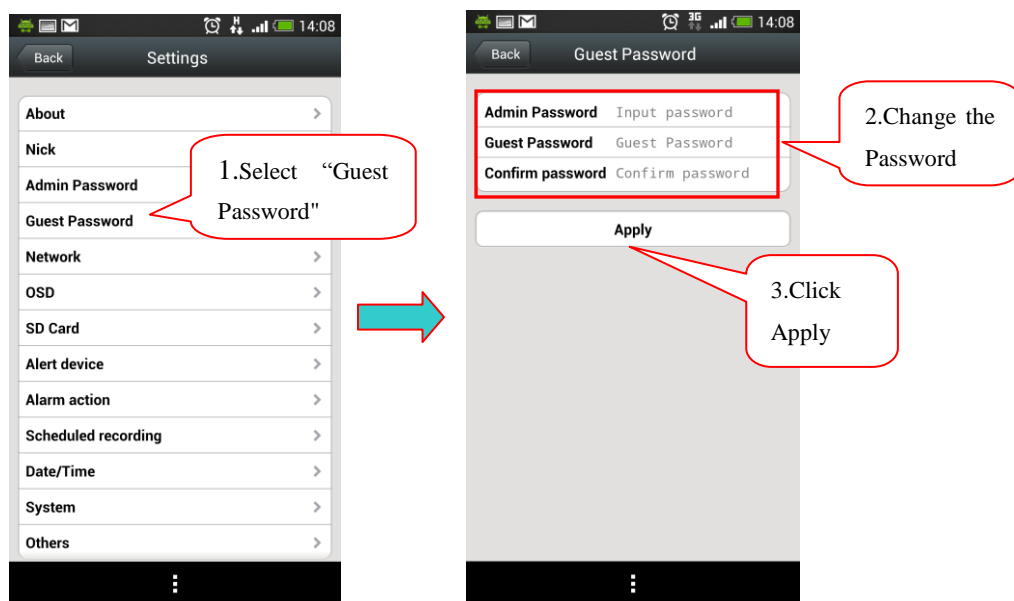 H
14:08
Back
Settings
About
Nick
Admin Password
Guest Password
Network
OSD
SD Card
Alert device
Alarm action
Scheduled recording
Date/Time
System
Others
1.Select “Guest
Password"
3G
14:08
Back
Guest Password
Admin Password Input password
Guest Password Guest Password
Confirm password Confirm password
Apply
2.Change the
Password
3.Click
Apply